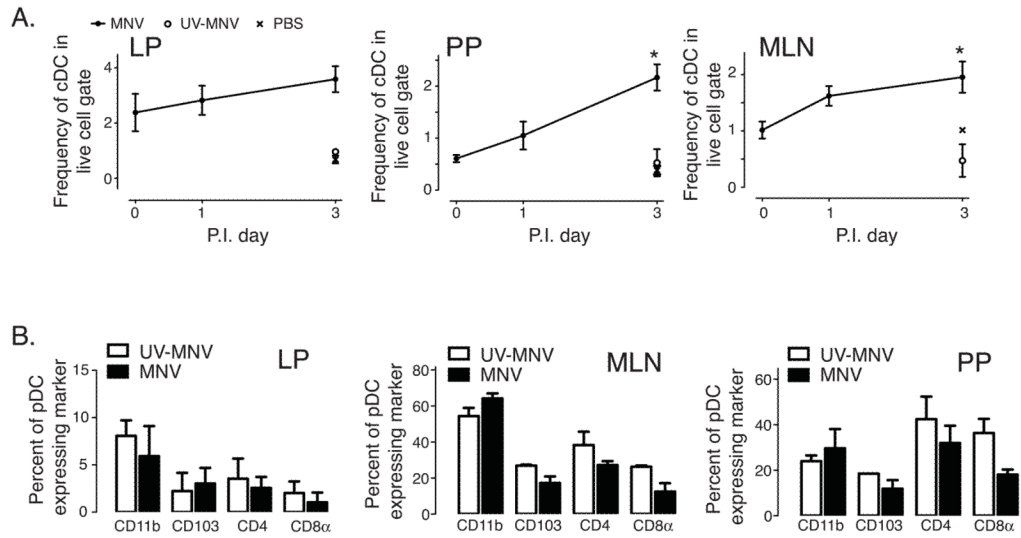 A.
MNV UV-MNV PBS
LP
Frequency of cDC in
live cell gate
4
2
0
0 1 3
P.I. day
PP
*
Frequency of cDC in
live cell gate
2
1
0
0 1 3
P.I. day
MLN
*
Frequency of cDC in
live cell gate
2
1
0
0 1 3
P.I. day
B.
UV-MNV
MNV
LP
Percent of pDC
expressing marker
15
10
5
0
CD11b CD103 CD4 CD8α
UV-MNV
MNV
MLN
Percent of pDC
expressing marker
80
60
40
20
0
CD11b CD103 CD4 CD8α
UV-MNV
MNV
PP
Percent of pDC
expressing marker
60
40
20
0
CD11b CD103 CD4 CD8α